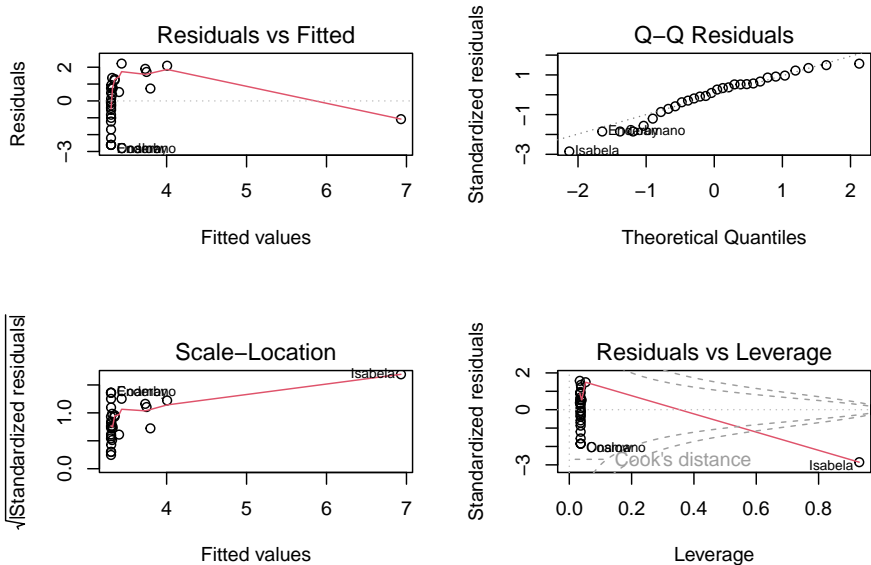 Residuals vs Fitted
Residuals
2
0
−3
4
5
6
7
Fitted values
Q−Q Residuals
Standardized residuals
1
−1
−3
Isabela
−2
−1
0
1
2
Theoretical Quantiles
Scale−Location
√|Standardized residuals|
1.0
0.0
Isabela
4
5
6
7
Fitted values
Residuals vs Leverage
Standardized residuals
2
0
−3
Cook's distance
Isabela
0.0
0.2
0.4
0.6
0.8
Leverage